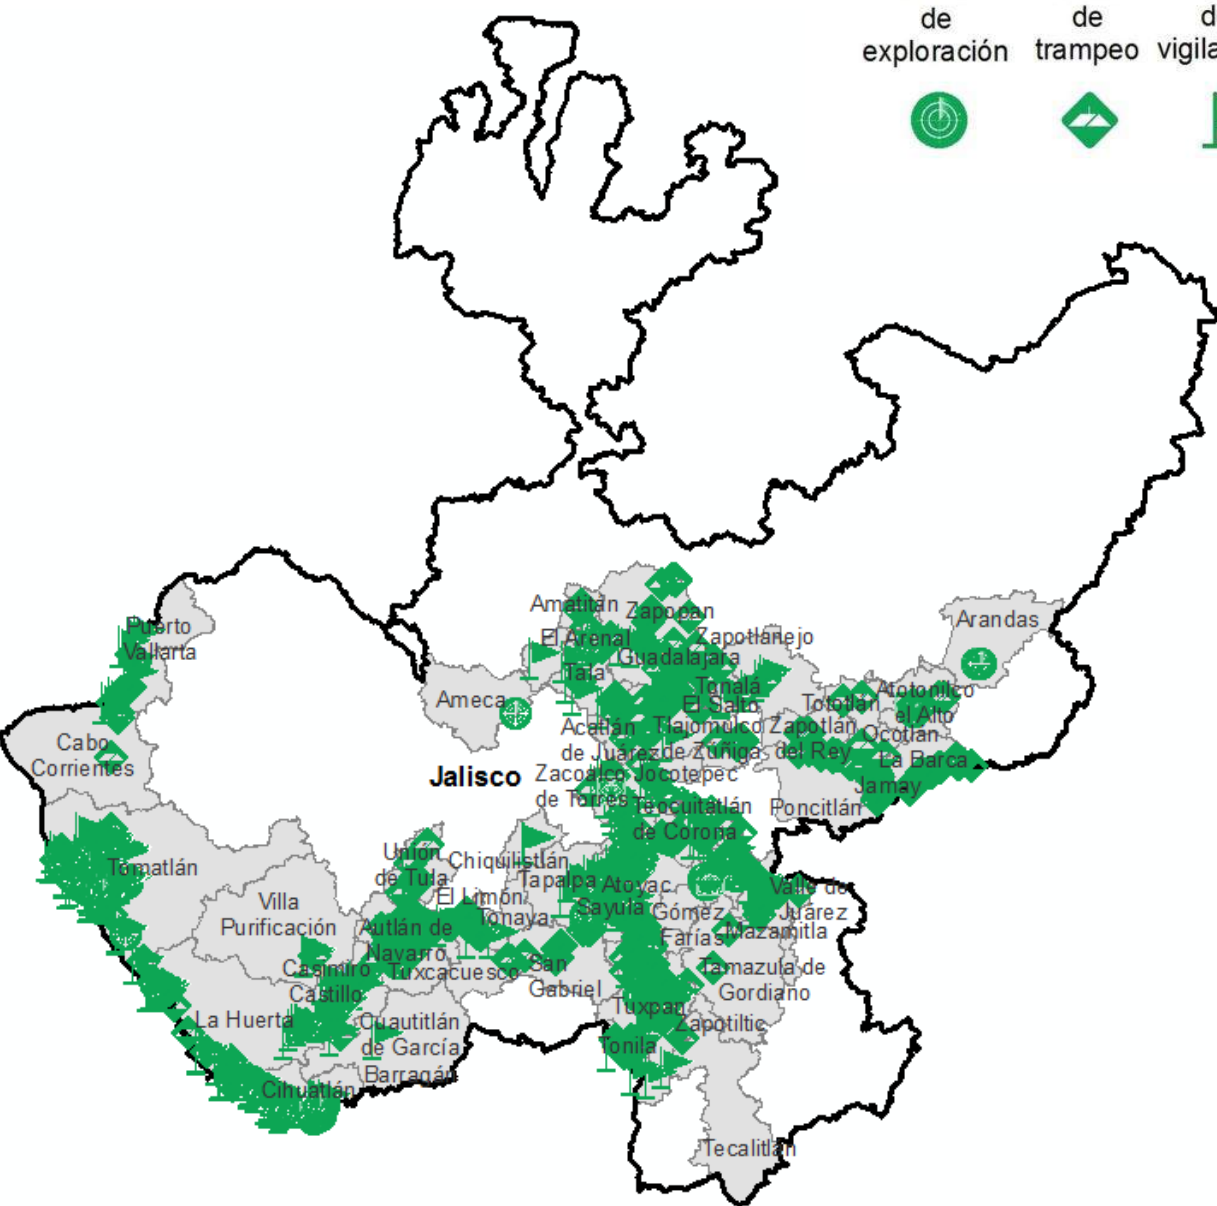 de
exploración
de
trampeo
d
vigila
Amatitán
Zapopan
Arandas
Puerto
Vallarta
El Arenal
Zapotlanejo
Guadalajara
Tala
Tonalá
Ameca
El Salto
Tototlán
Atotonilco
el Alto
Acatlán
de Juárez
Tlajomulco
de Zúñiga
Zapotlán
del Rey
Ocotlán
Cabo
Corrientes
La Barca
Jalisco
Zacoalco
de Torres
Jocotepec
Jamay
Teocuitatlán
de Corona
Poncitlán
Tomatlán
Unión
de Tula
Chiquilistlán
Tapalpa
Atoyac
Valle de
Juárez
Villa
Purificación
El Limón
Tonaya
Sayula
Gómez
Farías
Mazamitla
Autlán de
Navarro
Casimiro
Castillo
Tuxcacuesco
San
Gabriel
Tamazula de
Gordiano
La Huerta
Tuxpan
Cuautitlán
de García
Barragán
Zapotiltic
Tonila
Cihuatlán
Tecalitlán